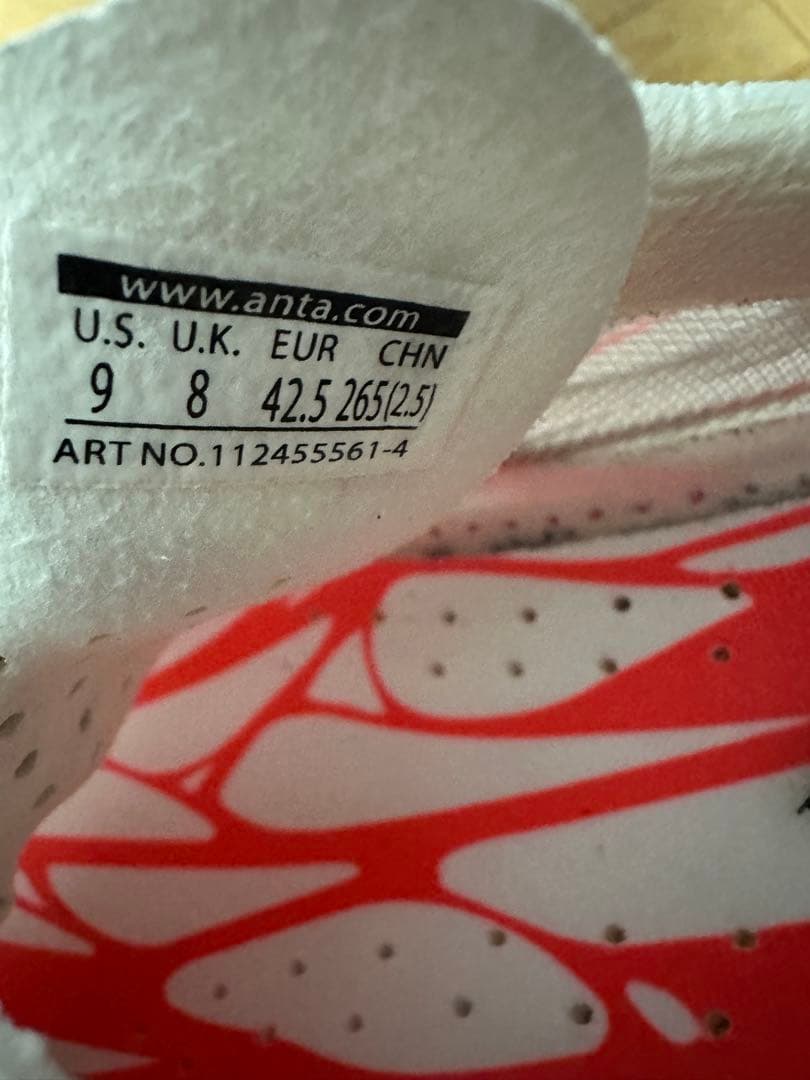 www.anta.com
U.S. U.K. EUR CHN
9 8 42.5 265(2.5)
ART NO.112455561-4